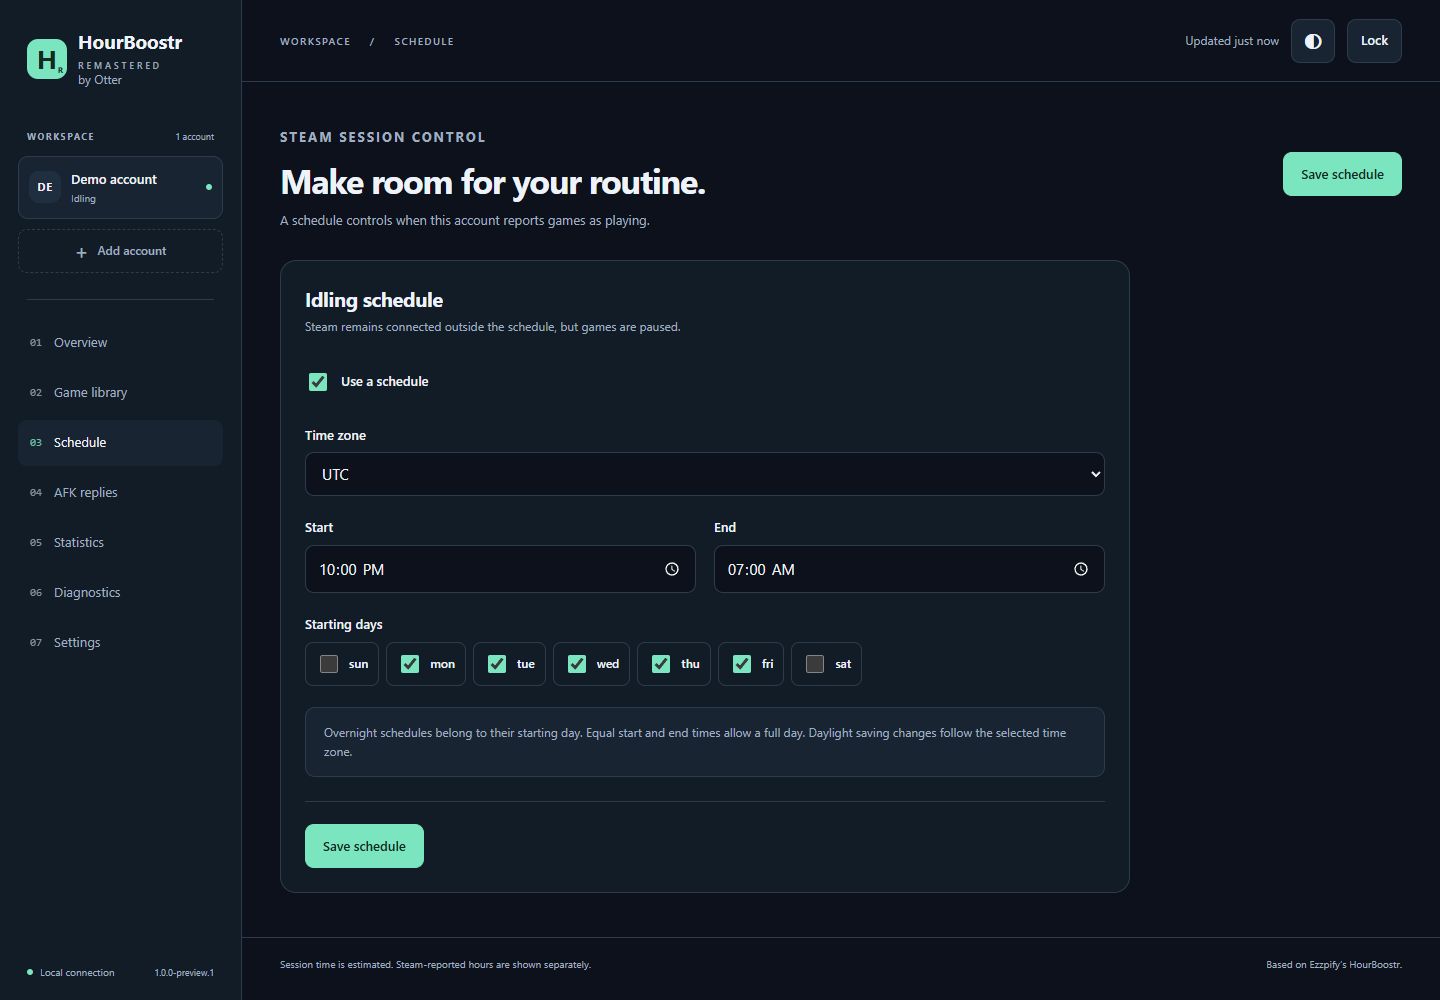 H R
HourBoostr
REMASTERED
by Otter
WORKSPACE
1 account
DE
Demo account
Idling
+ Add account
01 Overview
02 Game library
03 Schedule
04 AFK replies
05 Statistics
06 Diagnostics
07 Settings
Local connection
1.0.0-preview.1
WORKSPACE / SCHEDULE
Updated just now
Lock
STEAM SESSION CONTROL
Make room for your routine.
A schedule controls when this account reports games as playing.
Save schedule
Idling schedule
Steam remains connected outside the schedule, but games are paused.
Use a schedule
Time zone
UTC
Start
10:00 PM
End
07:00 AM
Starting days
sun mon tue wed thu fri sat
Overnight schedules belong to their starting day. Equal start and end times allow a full day. Daylight saving changes follow the selected time
zone.
Save schedule
Session time is estimated. Steam-reported hours are shown separately.
Based on Ezzpify's HourBoostr.